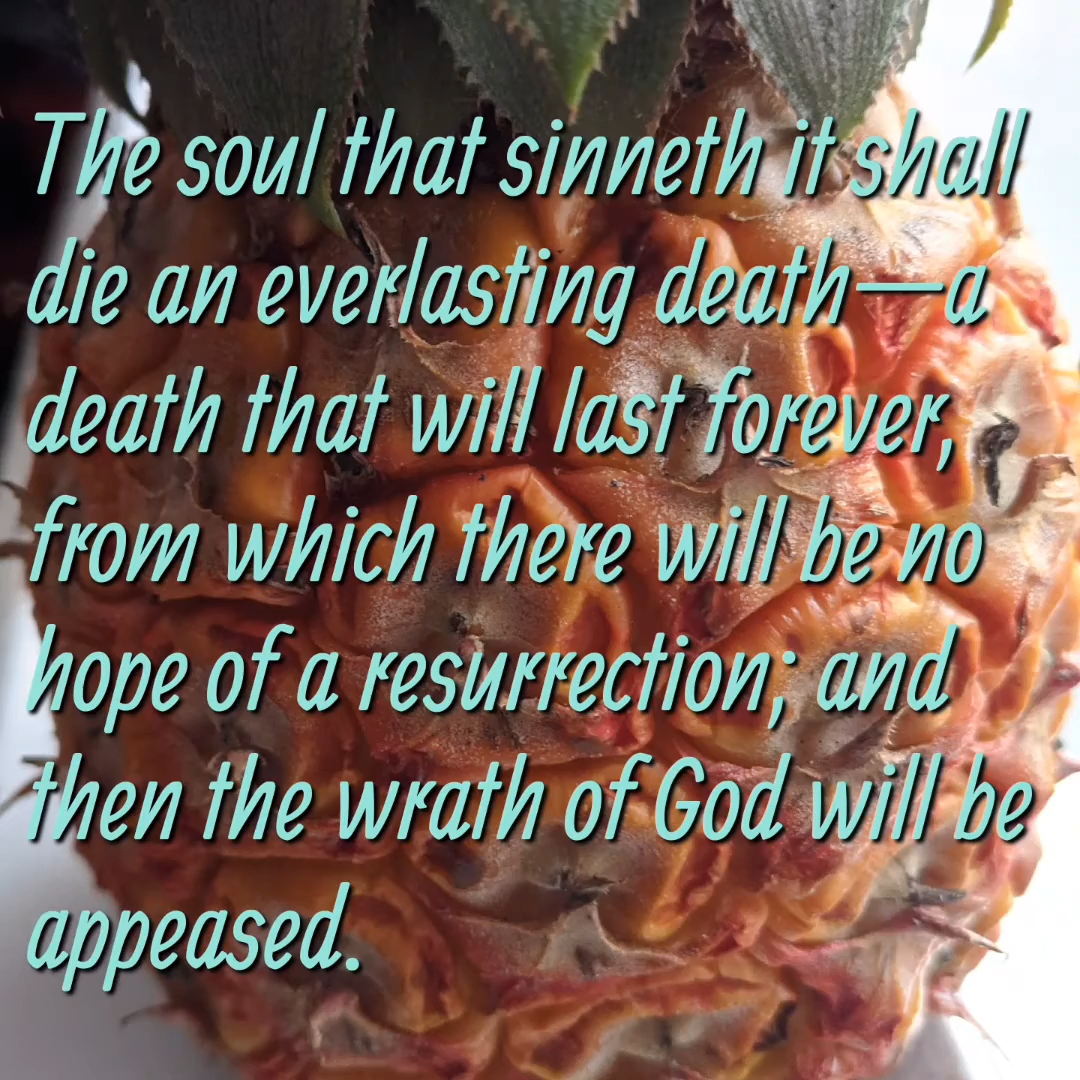 The soul that sinneth it shall
die an everlasting death—a
death that will last forever,
from which there will be no
hope of a resurrection; and
then the wrath of God will be
appeased.